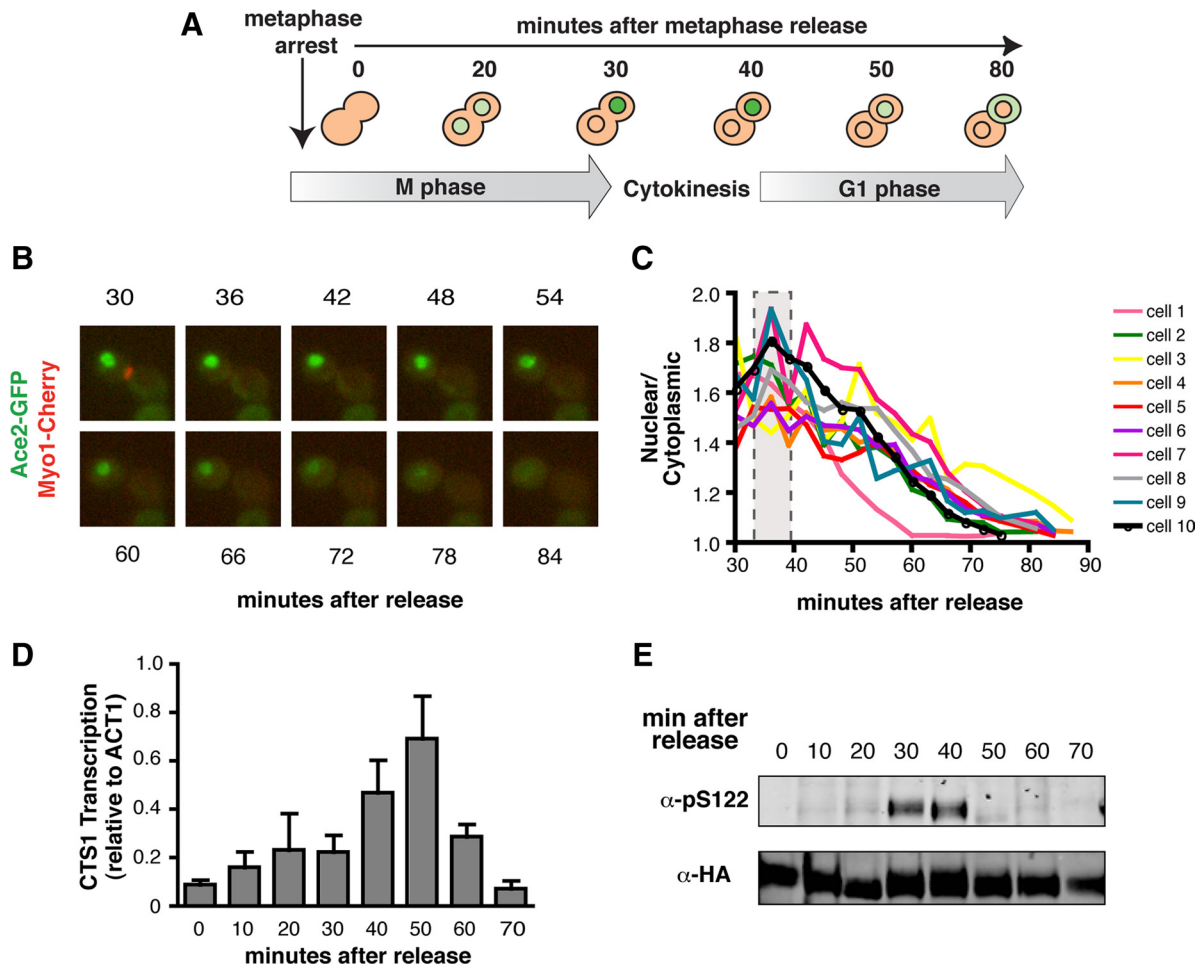 A
metaphase
arrest
minutes after metaphase release
0 20 30 40 50 80
M phase
Cytokinesis
G1 phase
B
30 36 42 48 54
Ace2-GFP
Myo1-Cherry
60 66 72 78 84
minutes after release
C
Nuclear/
Cytoplasmic
2.0
1.8
1.6
1.4
1.2
1.0
30 40 50 60 70 80 90
minutes after release
cell 1
cell 2
cell 3
cell 4
cell 5
cell 6
cell 7
cell 8
cell 9
cell 10
D
CTS1 Transcription
(relative to ACT1)
1.0
0.8
0.6
0.4
0.2
0
0 10 20 30 40 50 60 70
minutes after release
E
min after
release
0 10 20 30 40 50 60 70
α-pS122
α-HA